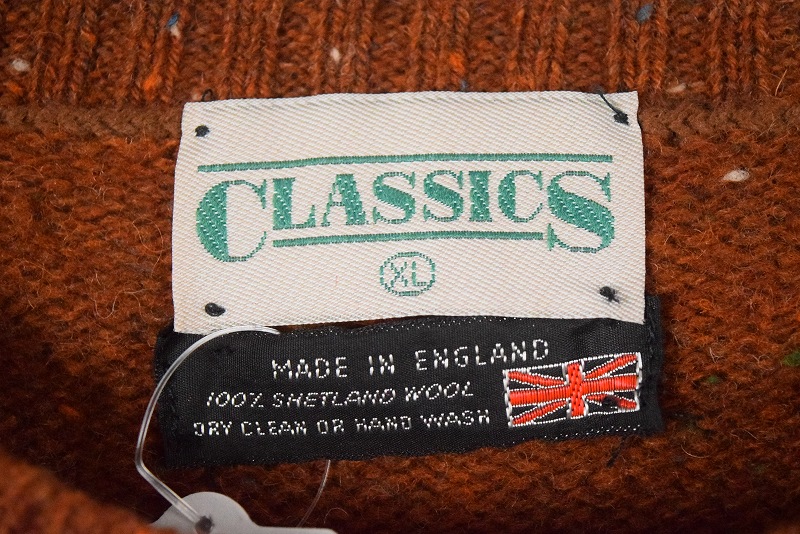 CLASSICS
XL
MADE IN ENGLAND
100% SHETLAND WOOL
DRY CLEAN OR HAND WASH